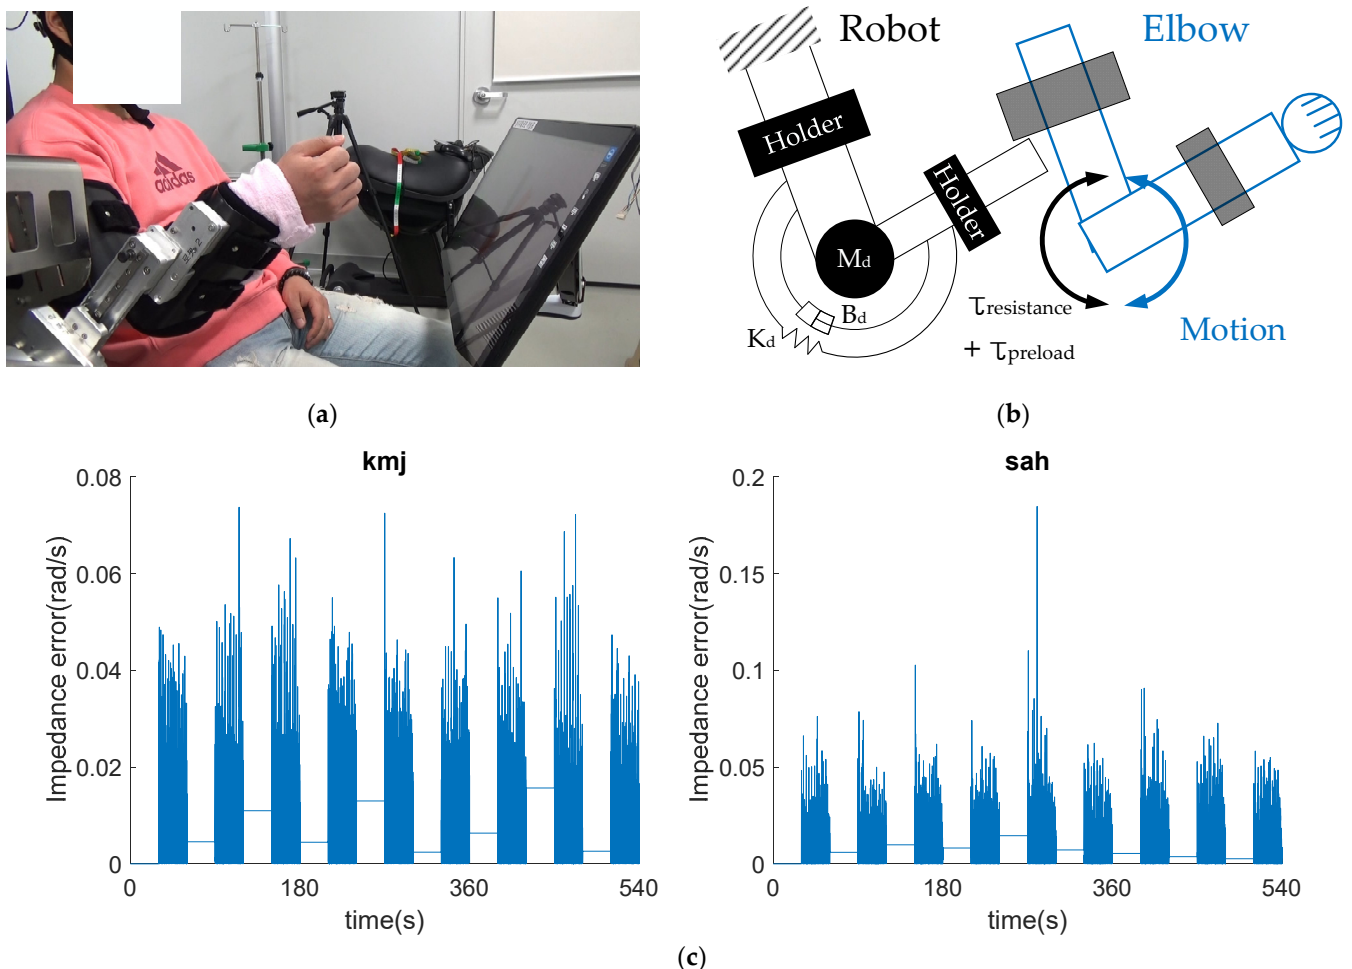 adidas
Robot
Elbow
Holder
Holder
Md
Bd
Kd
τresistance
+ τpreload
Motion
(a)
(b)
kmj
sah
0.08
0.06
0.04
0.02
0
Impedance error(rad/s)
0
180
360
540
time(s)
0.2
0.15
0.1
0.05
0
Impedance error(rad/s)
0
180
360
540
time(s)
(c)